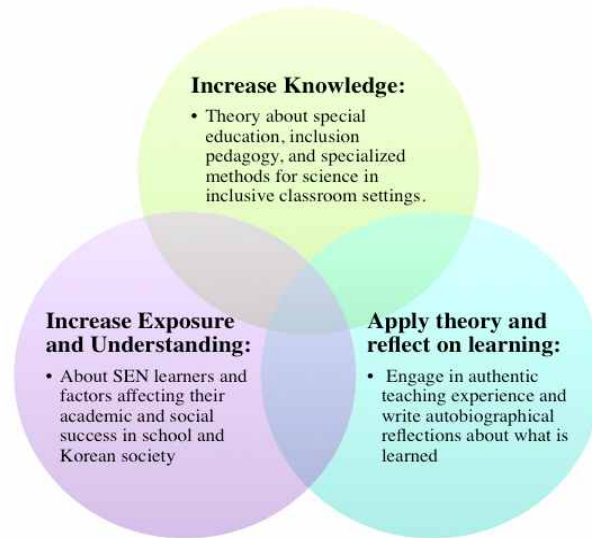 Increase Knowledge:
• Theory about special
education, inclusion
pedagogy, and specialized
methods for science in
inclusive classroom settings.
Increase Exposure
and Understanding:
• About SEN learners and
factors affecting their
academic and social
success in school and
Korean society
Apply theory and
reflect on learning:
• Engage in authentic
teaching experience and
write autobiographical
reflections about what is
learned